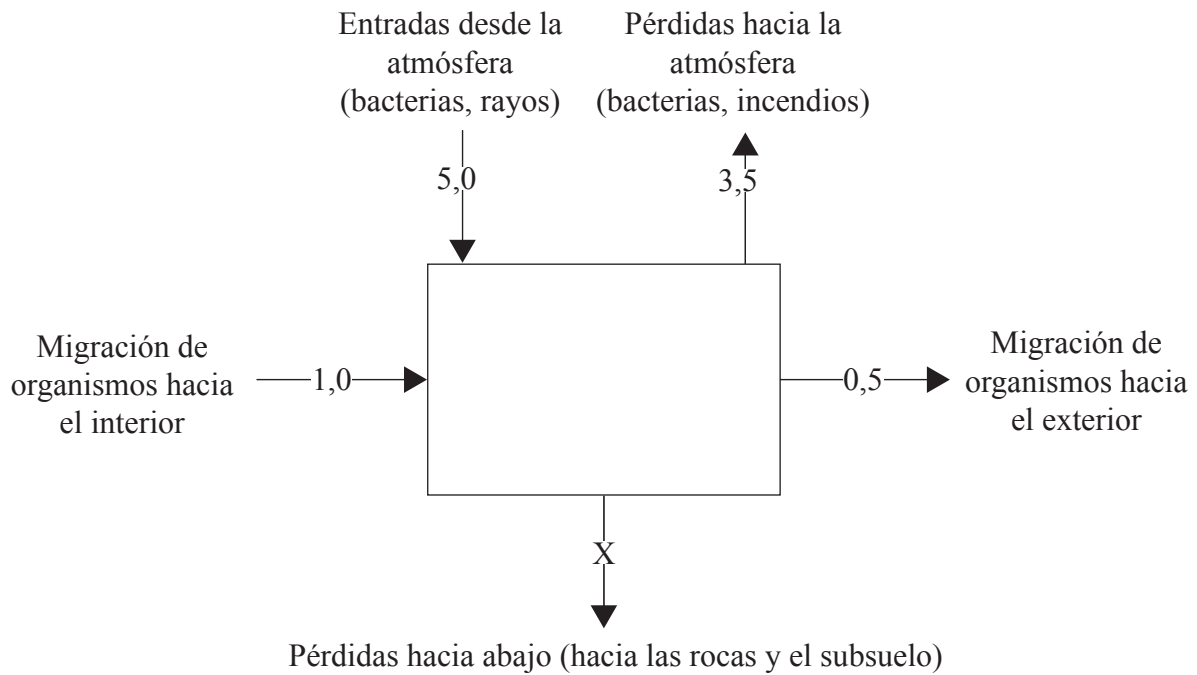 Entradas desde la
atmósfera
(bacterias, rayos)
Pérdidas hacia la
atmósfera
(bacterias, incendios)
5,0
3,5
Migración de
organismos hacia
el interior
1,0
0,5
Migración de
organismos hacia
el exterior
X
Pérdidas hacia abajo (hacia las rocas y el subsuelo)